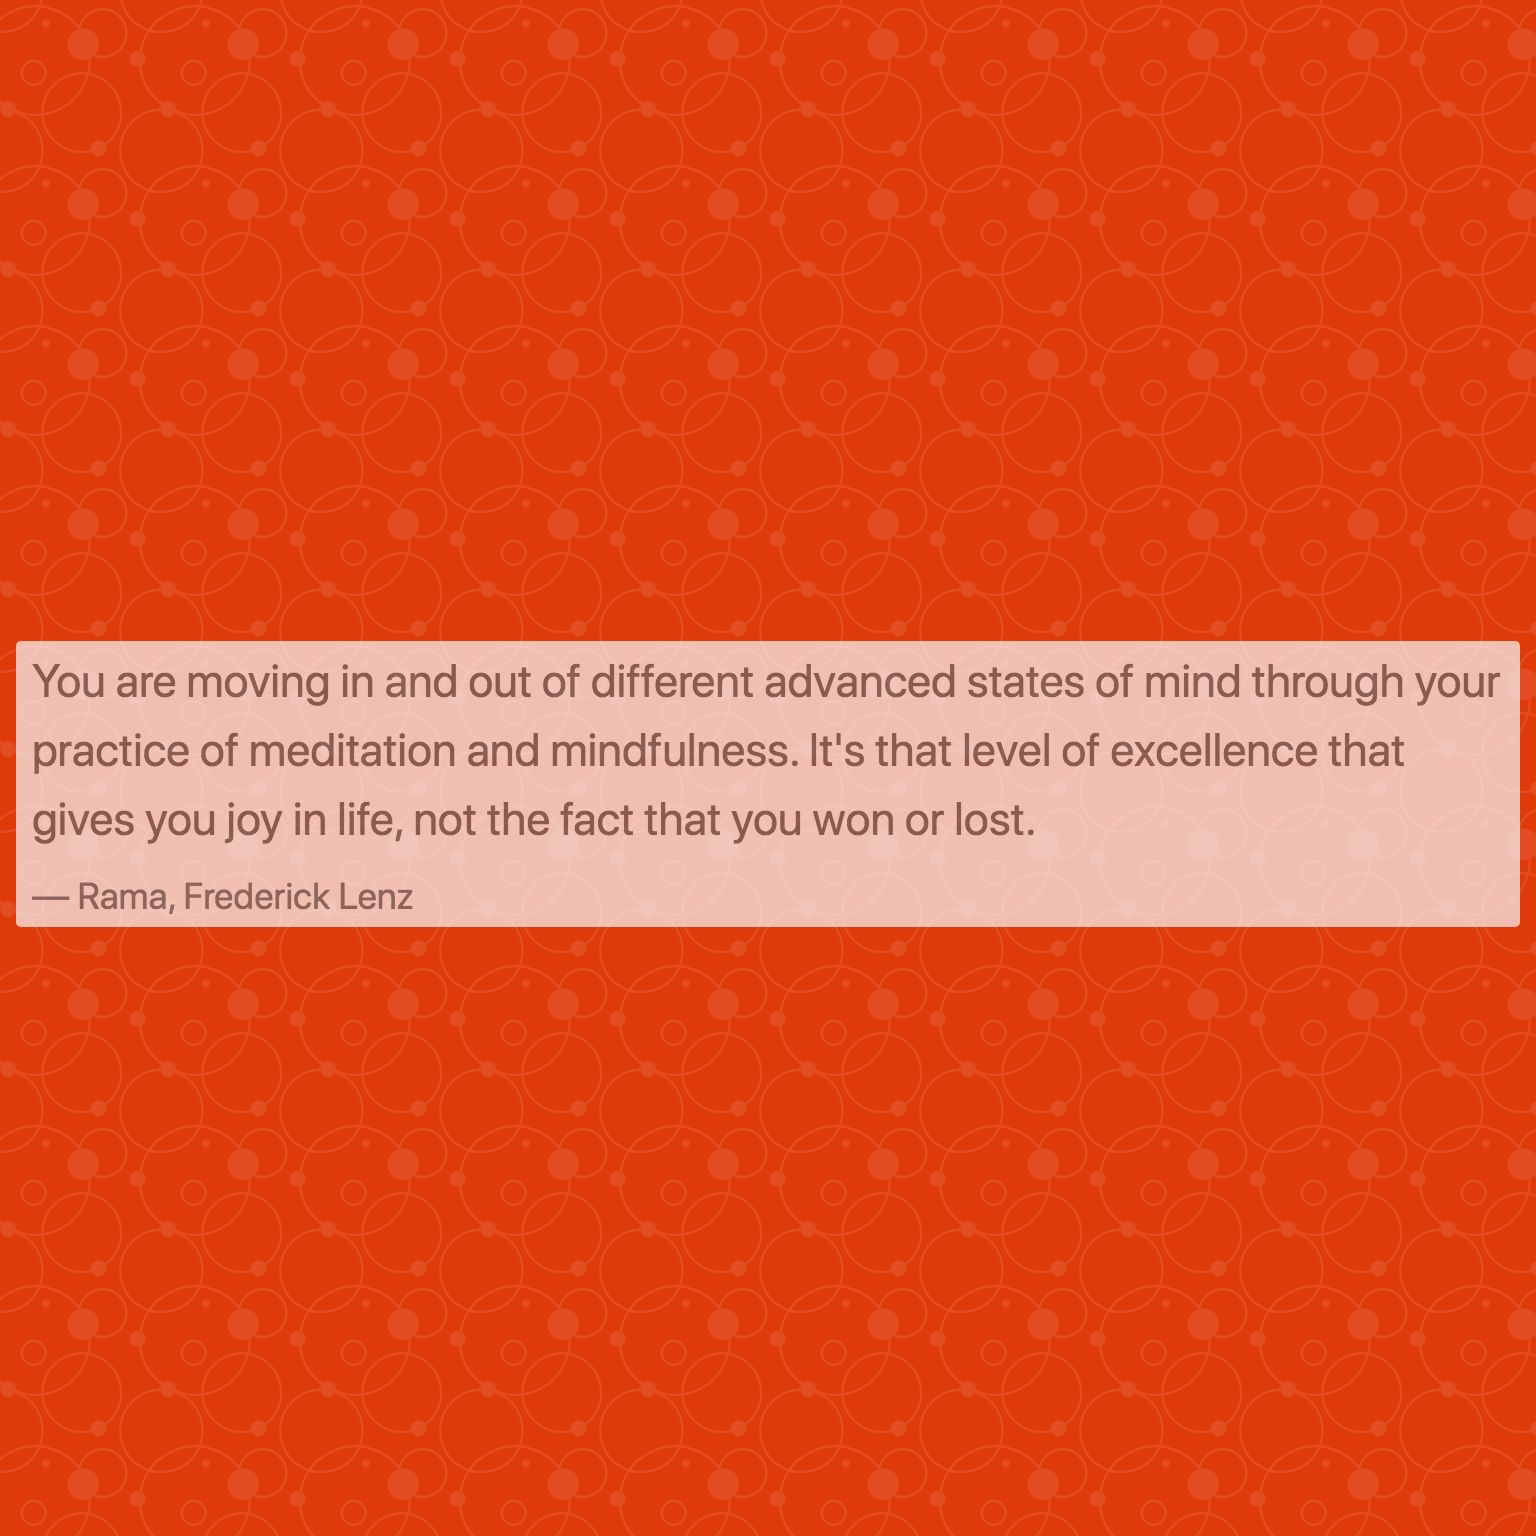 You are moving in and out of different advanced states of mind through your
practice of meditation and mindfulness. It's that level of excellence that
gives you joy in life, not the fact that you won or lost.
— Rama, Frederick Lenz